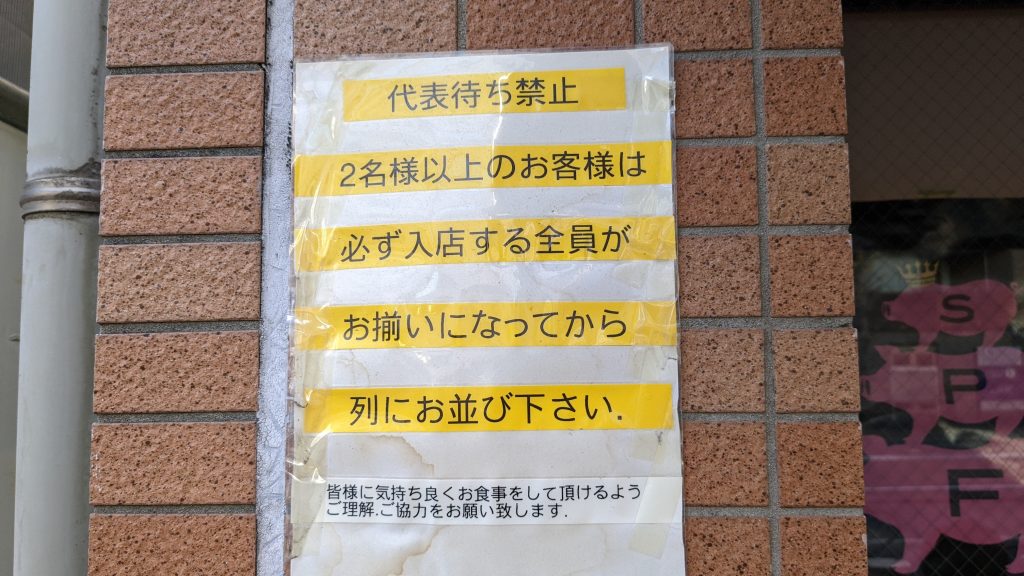 代表待ち禁止
2名様以上のお客様は
必ず入店する全員が
お揃いになってから
列にお並び下さい.
皆様に気持ち良くお食事をして頂けるよう
ご理解.ご協力をお願い致します.
S
P
F